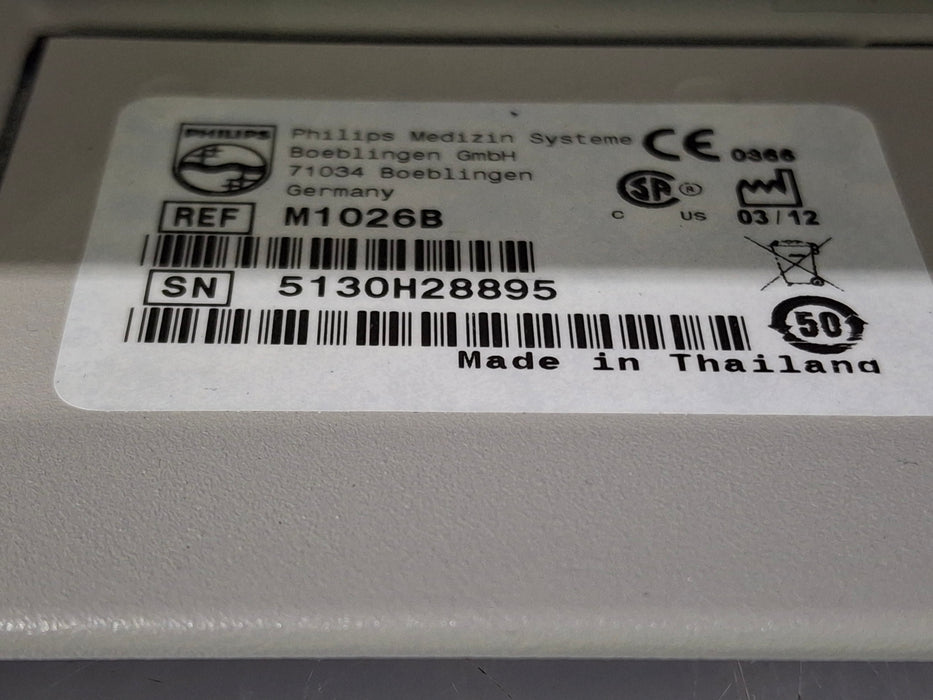 PHILIPS
Philips Medizin Systeme
Boeblingen GmbH
71034 Boeblingen
Germany
CE 0366
SA ®
C US
03/12
REF M1026B
SN 5130H28895
50
Made in Thailand